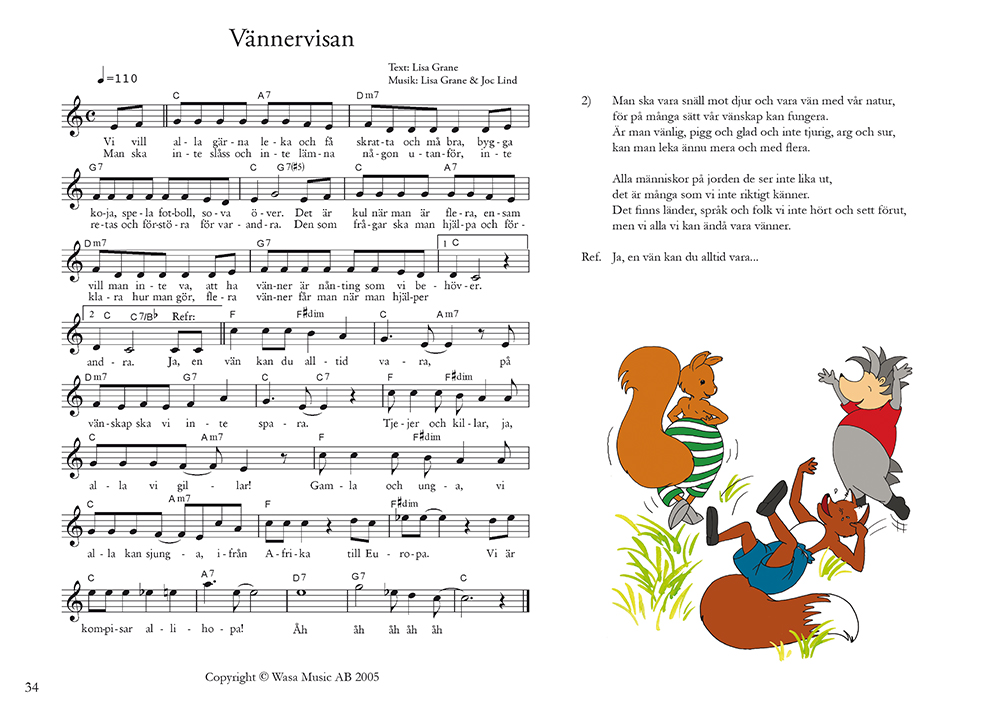 Vännervisan
Text: Lisa Grane
Musik: Lisa Grane & Joc Lind
=110
C A7 Dm7
Vi vill al-la gär-na le-ka och få skrat-ta och må bra, byg-ga
Man ska in-te slåss och in-te läm-na nå-gon u-tan-för, in-te
G7 C G7(#5) C A7
ko-ja, spe-la fot-boll, so-va ö-ver. Det är kul när man är fle-ra, en-sam
re-tas och för-stö-ra för var-and-ra. Den som frå-gar ska man hjäl-pa och för-
Dm7 G7 1 C
vill man in-te va, att ha vän-ner är nån-ting som vi be-höv-er.
kla-ra hur man gör, fle-ra vän-ner får man när man hjäl-per
2 C C7/Bb Refr: F F#dim C Am7
and-ra. Ja, en vän kan du all-tid va-ra, på
Dm7 G7 C C7 F F#dim
vän-skap ska vi in-te spa-ra. Tje-jer och kil-lar, ja,
C Am7 F F#dim
al-la vi gil-lar! Gam-la och ung-a, vi
C Am7 F F#dim
al-la kan sjung-a, i-från A-fri-ka till Eu-ro-pa. Vi är
C A7 D7 G7 C
kom-pi-sar al-li-ho-pa! Åh åh åh åh åh
Copyright © Wasa Music AB 2005
34
2) Man ska vara snäll mot djur och vara vän med vår natur,
för på många sätt vår vänskap kan fungera.
Är man vänlig, pigg och glad och inte tjurig, arg och sur,
kan man leka ännu mera och med flera.
Alla människor på jorden de ser inte lika ut,
det är många som vi inte riktigt känner.
Det finns länder, språk och folk vi inte hört och sett förut,
men vi alla vi kan ändå vara vänner.
Ref. Ja, en vän kan du alltid vara...